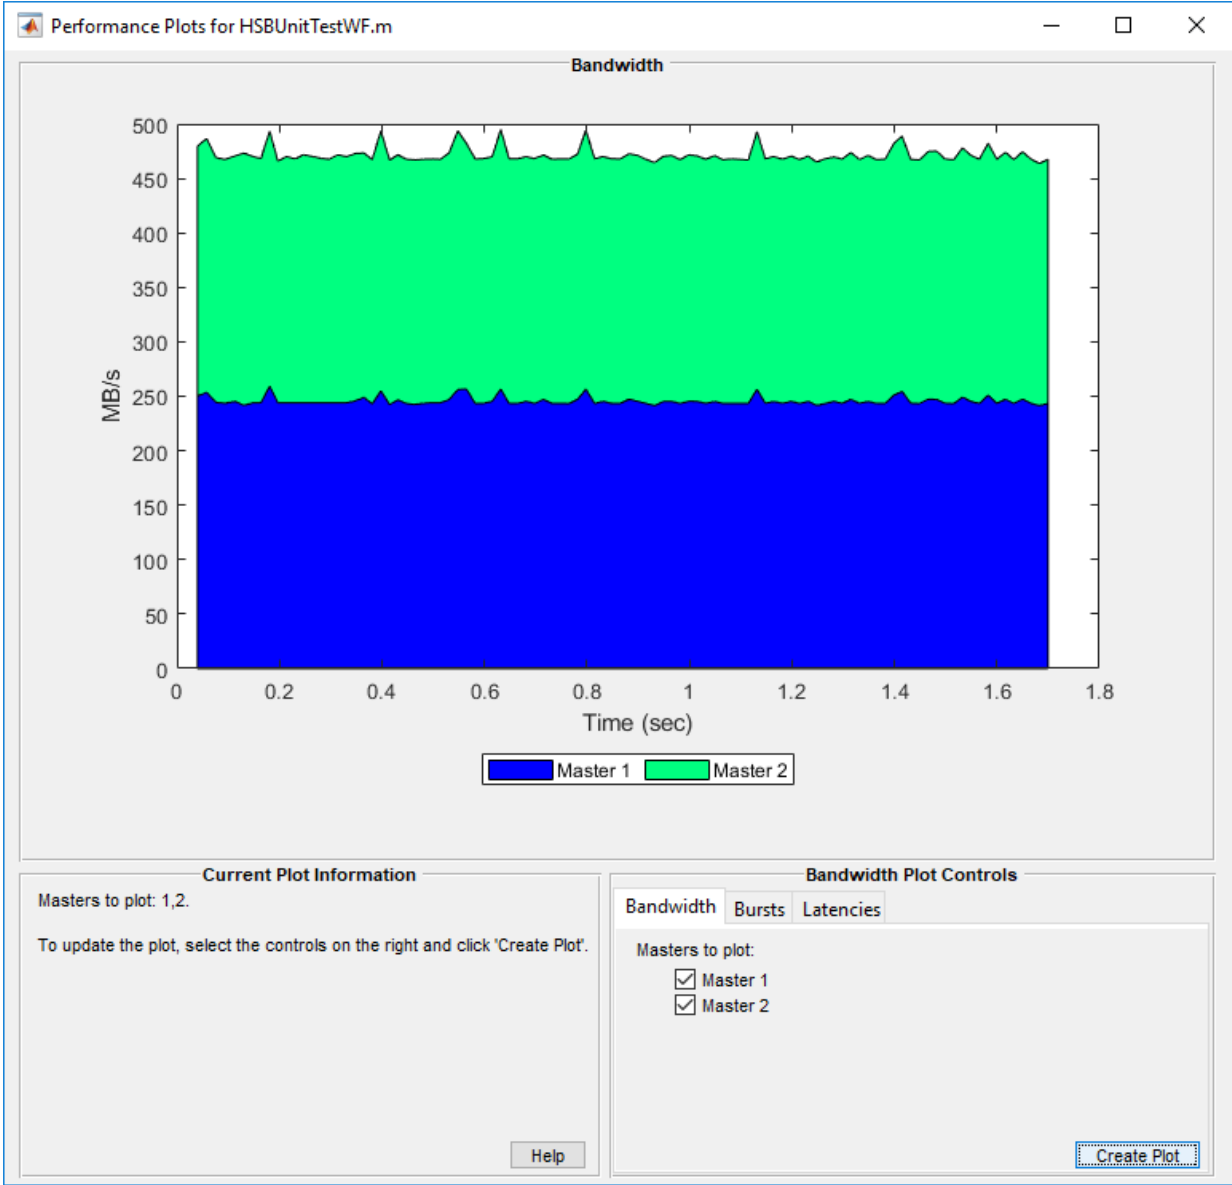 Performance Plots for HSBUnitTestWF.m
Bandwidth
500
450
400
350
300
250
200
150
100
50
0
MB/s
0 0.2 0.4 0.6 0.8 1 1.2 1.4 1.6 1.8
Time (sec)
Master 1 Master 2
Current Plot Information
Masters to plot: 1,2.
To update the plot, select the controls on the right and click 'Create Plot'.
Help
Bandwidth Plot Controls
Bandwidth Bursts Latencies
Masters to plot:
Master 1
Master 2
Create Plot